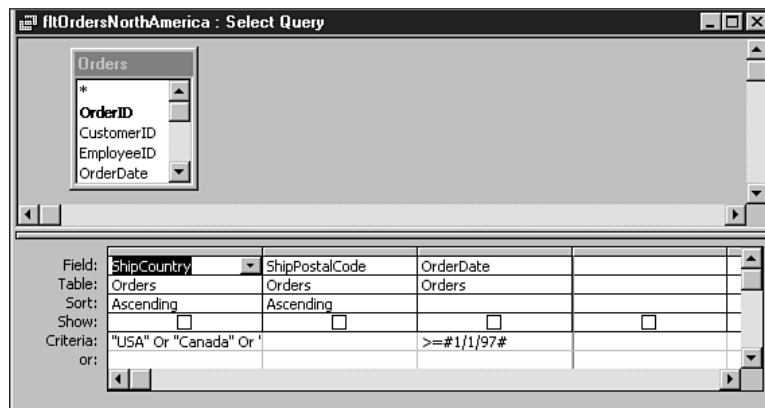 fltOrdersNorthAmerica : Select Query
Orders
*
OrderID
CustomerID
EmployeeID
OrderDate
Field: ShipCountry ShipPostalCode OrderDate
Table: Orders Orders Orders
Sort: Ascending Ascending
Show:
Criteria: "USA" Or "Canada" Or ' >=#1/1/97#
or: